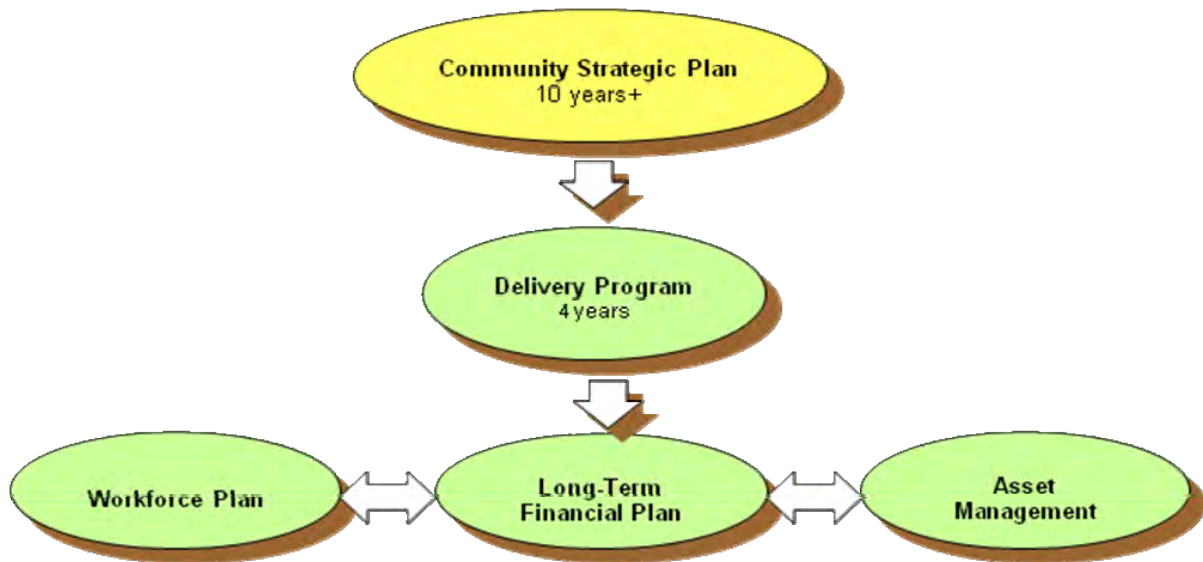 Community Strategic Plan
10 years+
Delivery Program
4 years
Workforce Plan
Long-Term
Financial Plan
Asset
Management